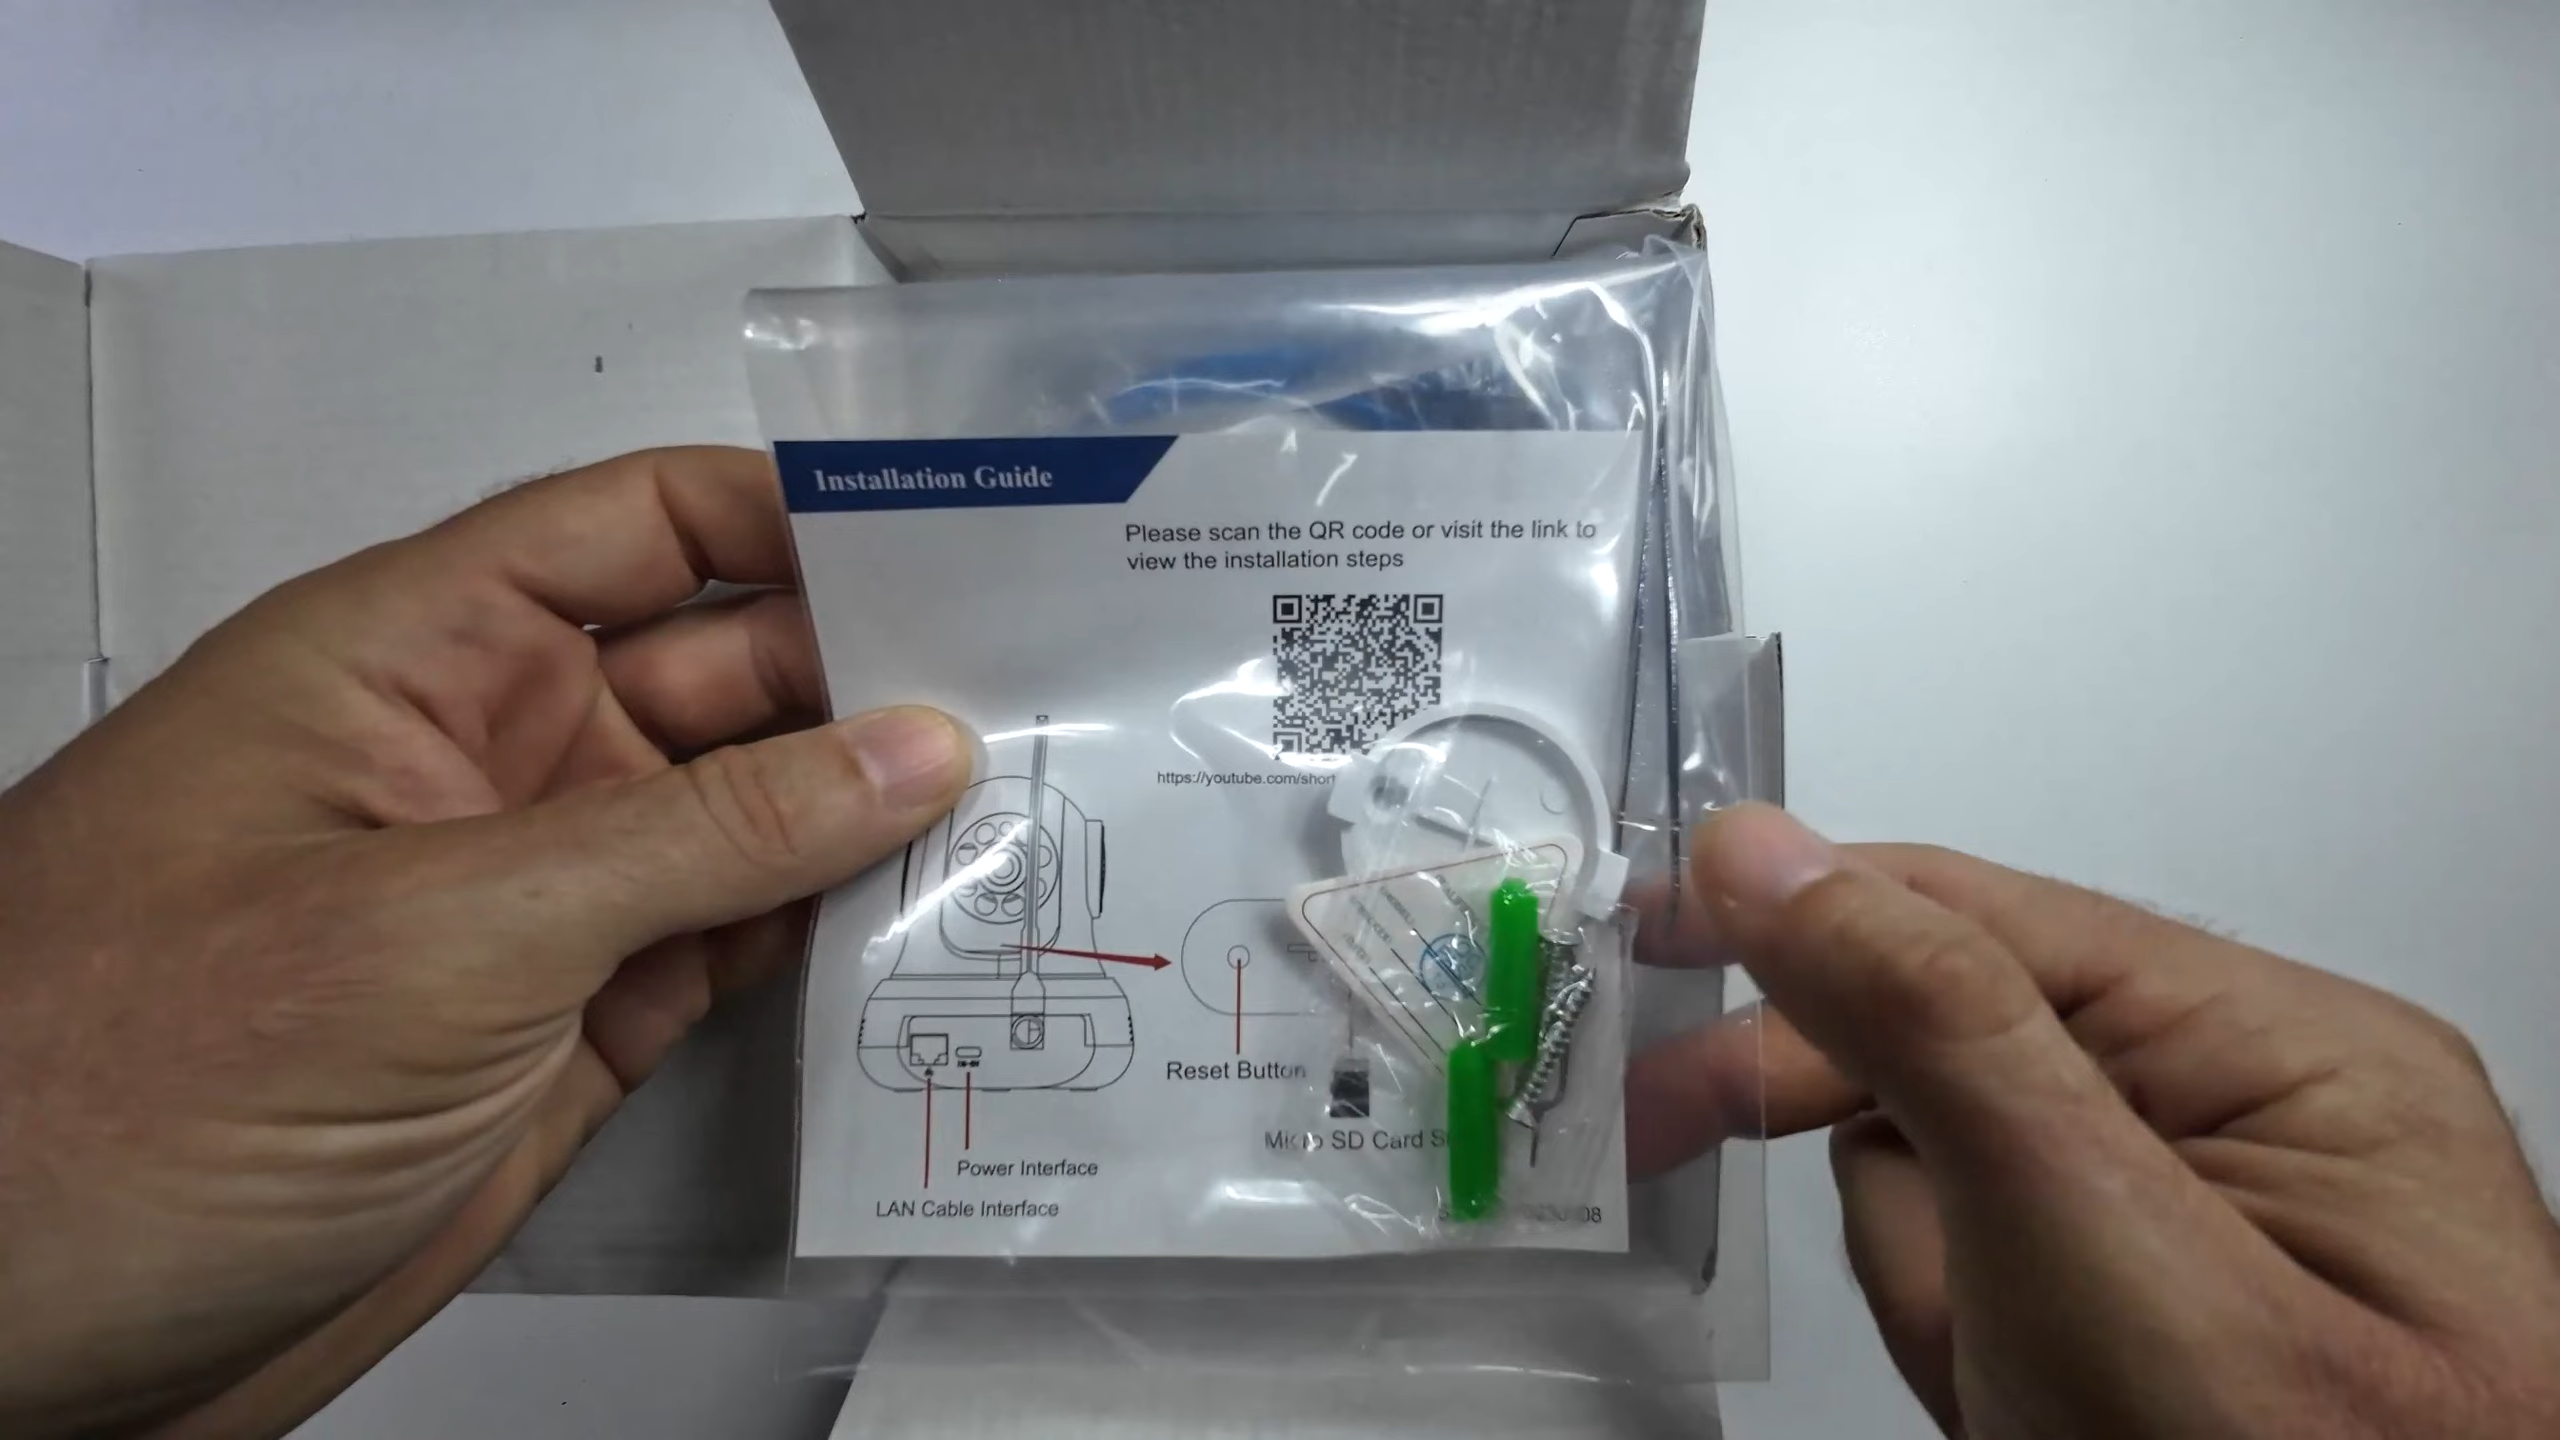 Installation Guide
Please scan the QR code or visit the link to
view the installation steps
https://youtube.com/short
Reset Button
Micro SD Card
Power Interface
LAN Cable Interface